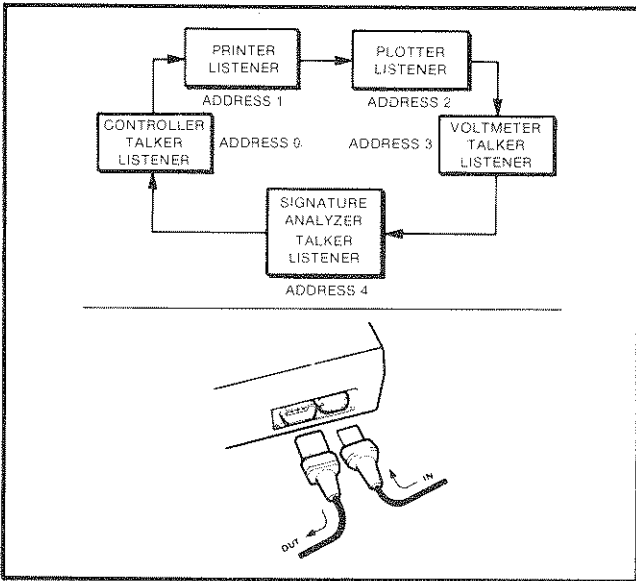 PRINTER
LISTENER
PLOTTER
LISTENER
ADDRESS 1
ADDRESS 2
CONTROLLER
TALKER
LISTENER
ADDRESS 0
ADDRESS 3
VOLTMETER
TALKER
LISTENER
SIGNATURE
ANALYZER
TALKER
LISTENER
ADDRESS 4
IN
OUT